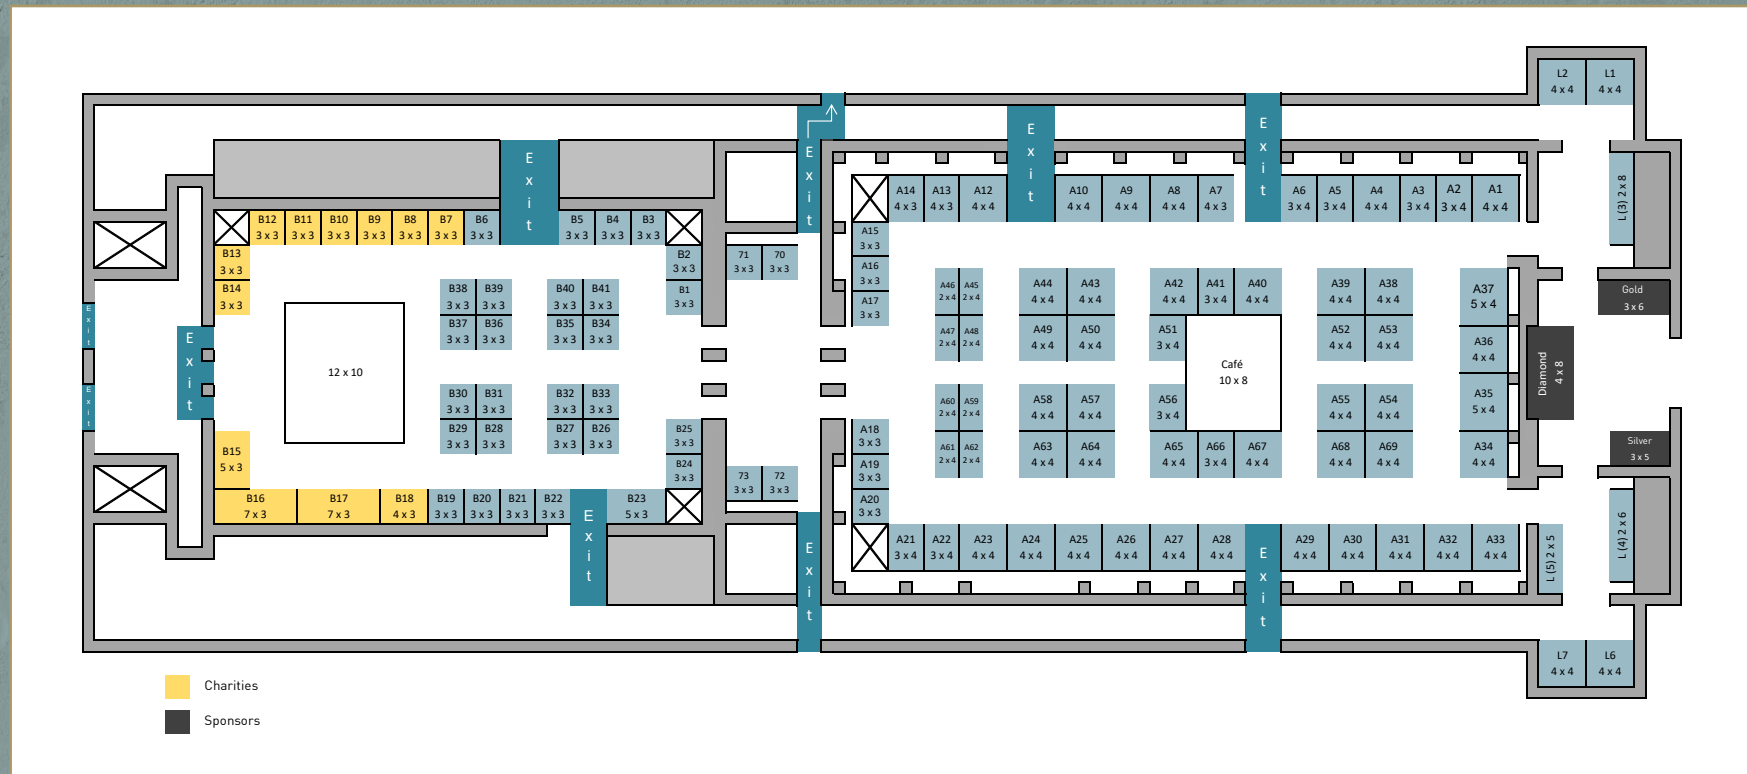 L2
4 x 4
L1
4 x 4
Exit
Exit
Exit
Exit
L (3) 2 x 8
A14
4 x 3
A13
4 x 3
A12
4 x 4
A10
4 x 4
A9
4 x 4
A8
4 x 4
A7
4 x 3
A6
3 x 4
A5
3 x 4
A4
4 x 4
A3
3 x 4
A2
3 x 4
A1
4 x 4
B12
3 x 3
B11
3 x 3
B10
3 x 3
B9
3 x 3
B8
3 x 3
B7
3 x 3
B6
3 x 3
B5
3 x 3
B4
3 x 3
B3
3 x 3
A15
3 x 3
B13
3 x 3
B2
3 x 3
71
3 x 3
70
3 x 3
A16
3 x 3
B14
3 x 3
B38
3 x 3
B39
3 x 3
B40
3 x 3
B41
3 x 3
B1
3 x 3
A17
3 x 3
A46
2 x 4
A45
2 x 4
A44
4 x 4
A43
4 x 4
A42
4 x 4
A41
3 x 4
A40
4 x 4
A39
4 x 4
A38
4 x 4
A37
5 x 4
Gold
3 x 6
Exit
Exit
B37
3 x 3
B36
3 x 3
B35
3 x 3
B34
3 x 3
A47
2 x 4
A48
2 x 4
A49
4 x 4
A50
4 x 4
A51
3 x 4
A52
4 x 4
A53
4 x 4
A36
4 x 4
12 x 10
Café
10 x 8
Diamond
4 x 8
Exit
B30
3 x 3
B31
3 x 3
B32
3 x 3
B33
3 x 3
A60
2 x 4
A59
2 x 4
A58
4 x 4
A57
4 x 4
A56
3 x 4
A55
4 x 4
A54
4 x 4
A35
5 x 4
B29
3 x 3
B28
3 x 3
B27
3 x 3
B26
3 x 3
B25
3 x 3
A18
3 x 3
A61
2 x 4
A62
2 x 4
A63
4 x 4
A64
4 x 4
A65
4 x 4
A66
3 x 4
A67
4 x 4
A68
4 x 4
A69
4 x 4
A34
4 x 4
Silver
3 x 5
B15
5 x 3
B24
3 x 3
73
3 x 3
72
3 x 3
A19
3 x 3
B16
7 x 3
B17
7 x 3
B18
4 x 3
B19
3 x 3
B20
3 x 3
B21
3 x 3
B22
3 x 3
Exit
B23
5 x 3
A20
3 x 3
Exit
A21
3 x 4
A22
3 x 4
A23
4 x 4
A24
4 x 4
A25
4 x 4
A26
4 x 4
A27
4 x 4
A28
4 x 4
Exit
A29
4 x 4
A30
4 x 4
A31
4 x 4
A32
4 x 4
A33
4 x 4
L (5) 2 x 5
L (4) 2 x 6
L7
4 x 4
L6
4 x 4
Charities
Sponsors